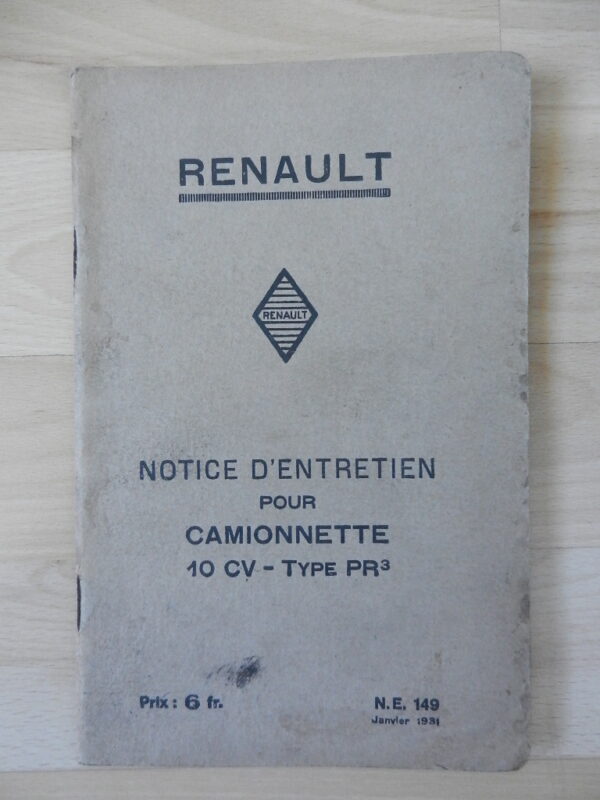 RENAULT
RENAULT
NOTICE D'ENTRETIEN
POUR
CAMIONNETTE
10 CV - TYPE PR³
Prix : 6 fr.
N.E. 149
Janvier 1931